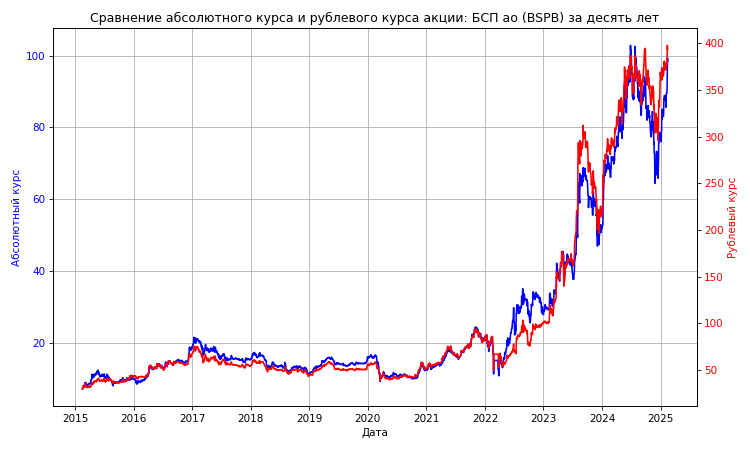 Сравнение абсолютного курса и рублевого курса акции: БСП ао (BSPB) за десять лет
Абсолютный курс
100
80
60
40
20
400
350
300
250
200
150
100
50
Рублевый курс
2015 2016 2017 2018 2019 2020 2021 2022 2023 2024 2025
Дата